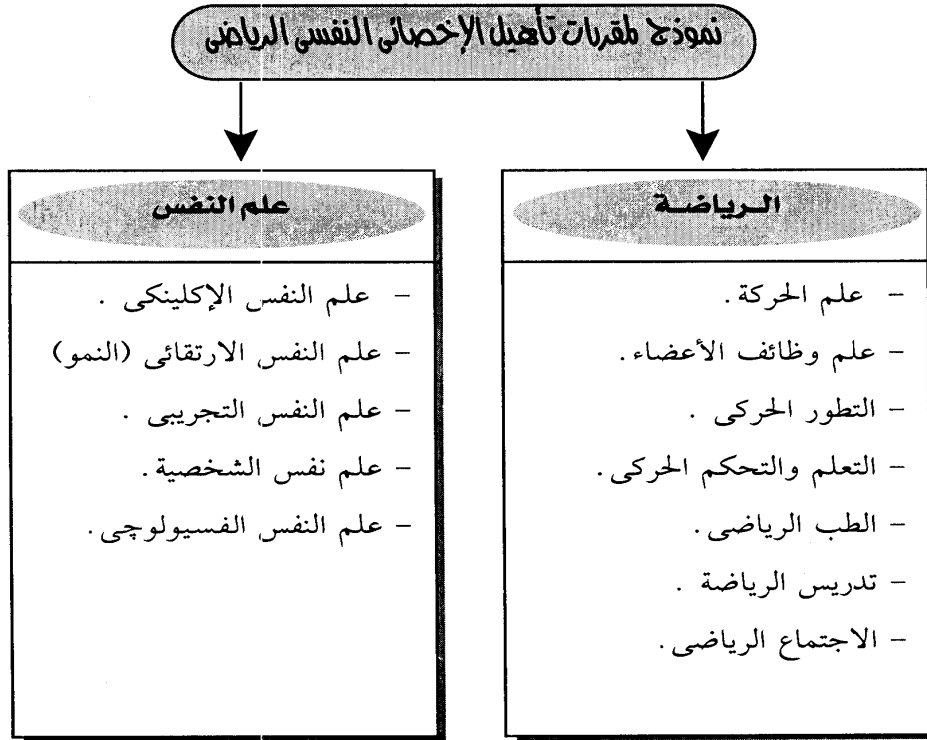 نموذج لمقررات تأهيل الإخصائى النفسى الرياضى
الـرياضـة
– علم الحركة.
– علم وظائف الأعضاء.
– التطور الحركى .
– التعلم والتحكم الحركى.
– الطب الرياضى.
– تدريس الرياضة .
– الاجتماع الرياضى.
علم النفس
– علم النفس الإكلينكى .
– علم النفس الارتقائى (النمو)
– علم النفس التجريبى .
– علم نفس الشخصية.
– علم النفس الفسيولوچى.